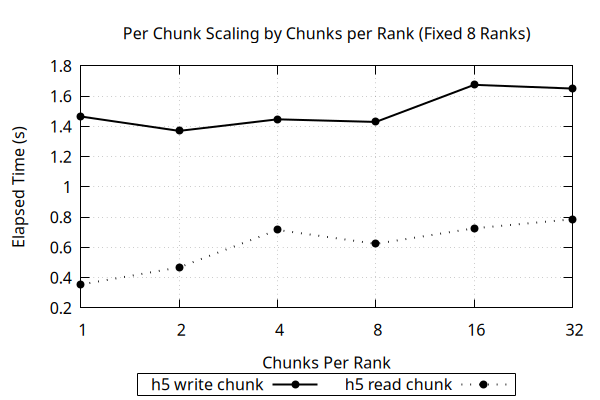 Per Chunk Scaling by Chunks per Rank (Fixed 8 Ranks)
1.8
1.6
1.4
1.2
1
0.8
0.6
0.4
0.2
Elapsed Time (s)
1 2 4 8 16 32
Chunks Per Rank
h5 write chunk h5 read chunk